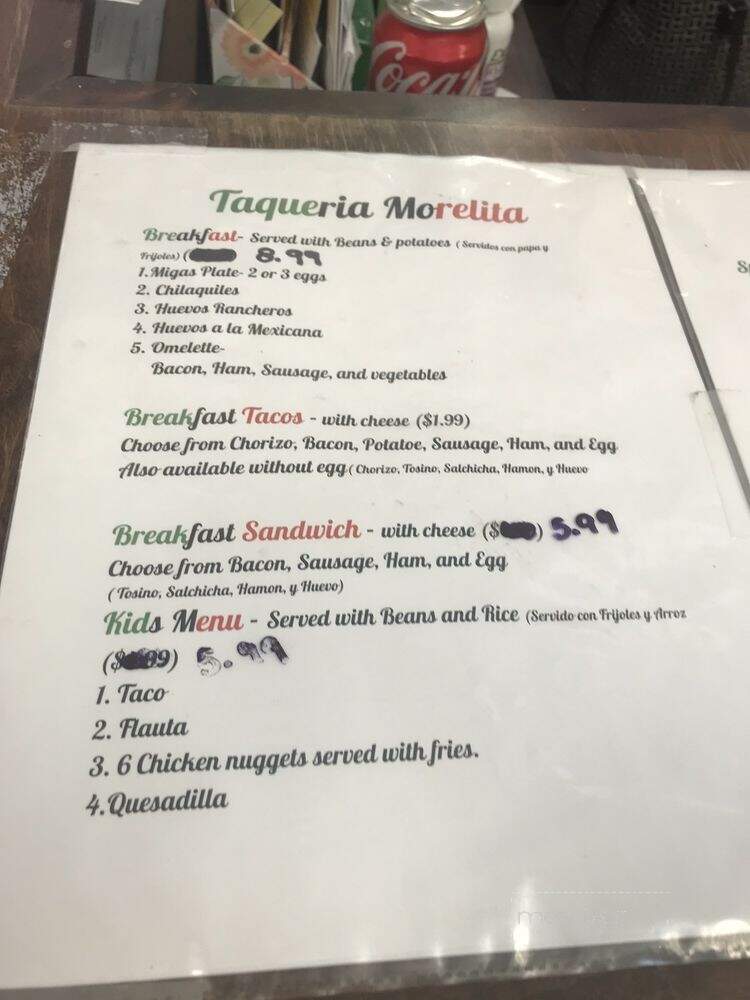 Coca
Taqueria Morelita
Breakfast- Served with Beans & potatoes ( Servidos con papa y
Frijoles) ( 8.99
1.Migas Plate- 2 or 3 eggs
2. Chilaquiles
3. Huevos Rancheros
4. Huevos a la Mexicana
5. Omelette-
Bacon, Ham, Sausage, and vegetables
Breakfast Tacos - with cheese ($1.99)
Choose from Chorizo, Bacon, Potatoe, Sausage, Ham, and Egg
Also available without egg.( Chorizo, Tosino, Salchicha, Hamon, y Huevo
Breakfast Sandwich - with cheese ($ ) 5.99
Choose from Bacon, Sausage, Ham, and Egg
( Tosino, Salchicha, Hamon, y Huevo)
Kids Menu - Served with Beans and Rice (Servido con Frijoles y Arroz
($ 99) 5.99
1. Taco
2. Flauta
3. 6 Chicken nuggets served with fries.
4.Quesadilla